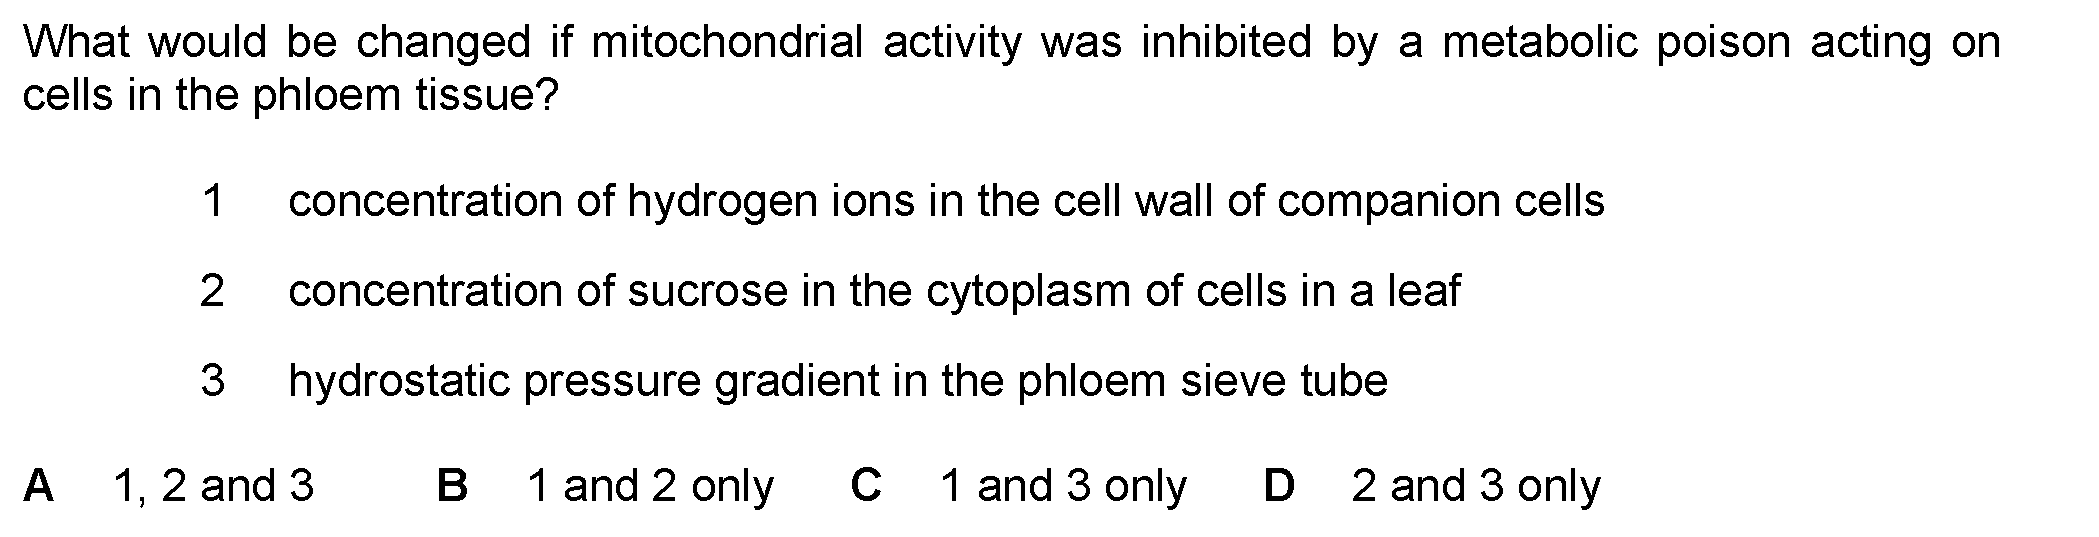 What would be changed if mitochondrial activity was inhibited by a metabolic poison acting on
cells in the phloem tissue?
1 concentration of hydrogen ions in the cell wall of companion cells
2 concentration of sucrose in the cytoplasm of cells in a leaf
3 hydrostatic pressure gradient in the phloem sieve tube
A 1, 2 and 3 B 1 and 2 only C 1 and 3 only D 2 and 3 only